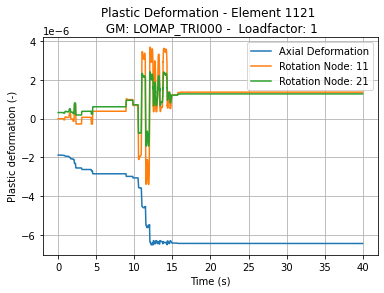 Plastic Deformation - Element 1121
GM: LOMAP_TRI000 - Loadfactor: 1
1e−6
Axial Deformation
Rotation Node: 11
Rotation Node: 21
Plastic deformation (-)
4
2
0
−2
−4
−6
0 5 10 15 20 25 30 35 40
Time (s)